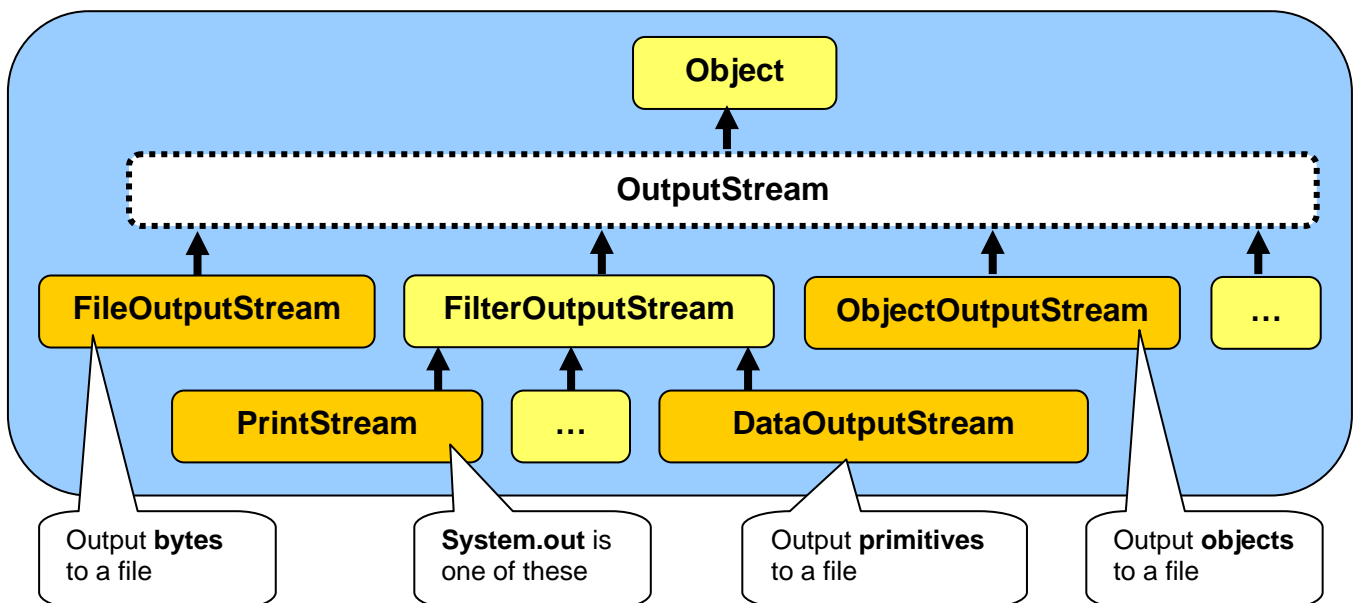 Object
OutputStream
FileOutputStream
FilterOutputStream
ObjectOutputStream
...
PrintStream
...
DataOutputStream
Output bytes
to a file
System.out is
one of these
Output primitives
to a file
Output objects
to a file